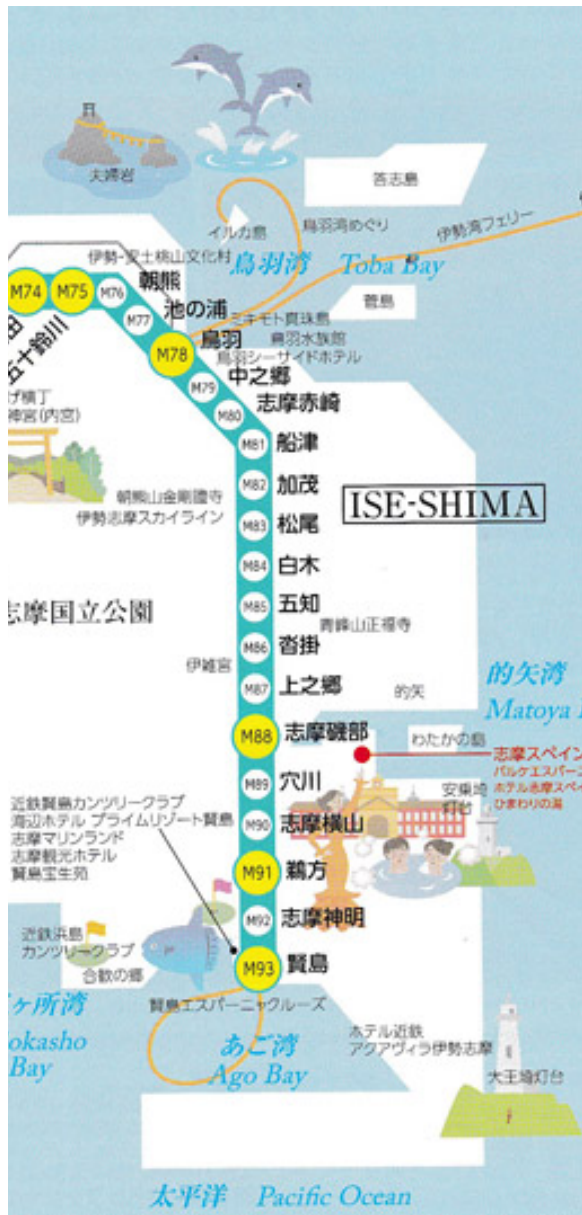 夫婦岩
答志島
イルカ島
鳥羽湾めぐり
伊勢湾フェリー
鳥羽湾 Toba Bay
伊勢・安土桃山文化村
菅島
M74
M75
M76
朝熊
M77
池の浦
ミキモト真珠島
M78
鳥羽
鳥羽水族館
鳥羽シーサイドホテル
田
五十鈴川
M79
中之郷
M80
志摩赤崎
げ横丁
神宮(内宮)
M81
船津
M82
加茂
ISE-SHIMA
朝熊山金剛證寺
伊勢志摩スカイライン
M83
松尾
M84
白木
志摩国立公園
M85
五知
青峰山正福寺
M86
沓掛
伊雑宮
M87
上之郷
的矢
的矢湾
Matoya
M88
志摩磯部
わたかの島
志摩スペイン
パルケエスパー
ホテル志摩スペイ
ひまわりの湯
M89
穴川
安乗埼
灯台
M90
志摩横山
近鉄賢島カンツリークラブ
海辺ホテル プライムリゾート賢島
志摩マリンランド
志摩観光ホテル
賢島宝生苑
M91
鵜方
M92
志摩神明
近鉄浜島
カンツリークラブ
合歓の郷
M93
賢島
賢島エスパーニャクルーズ
ヶ所湾
okasho
Bay
あご湾
Ago Bay
ホテル近鉄
アクアヴィラ伊勢志摩
大王埼灯台
太平洋 Pacific Ocean